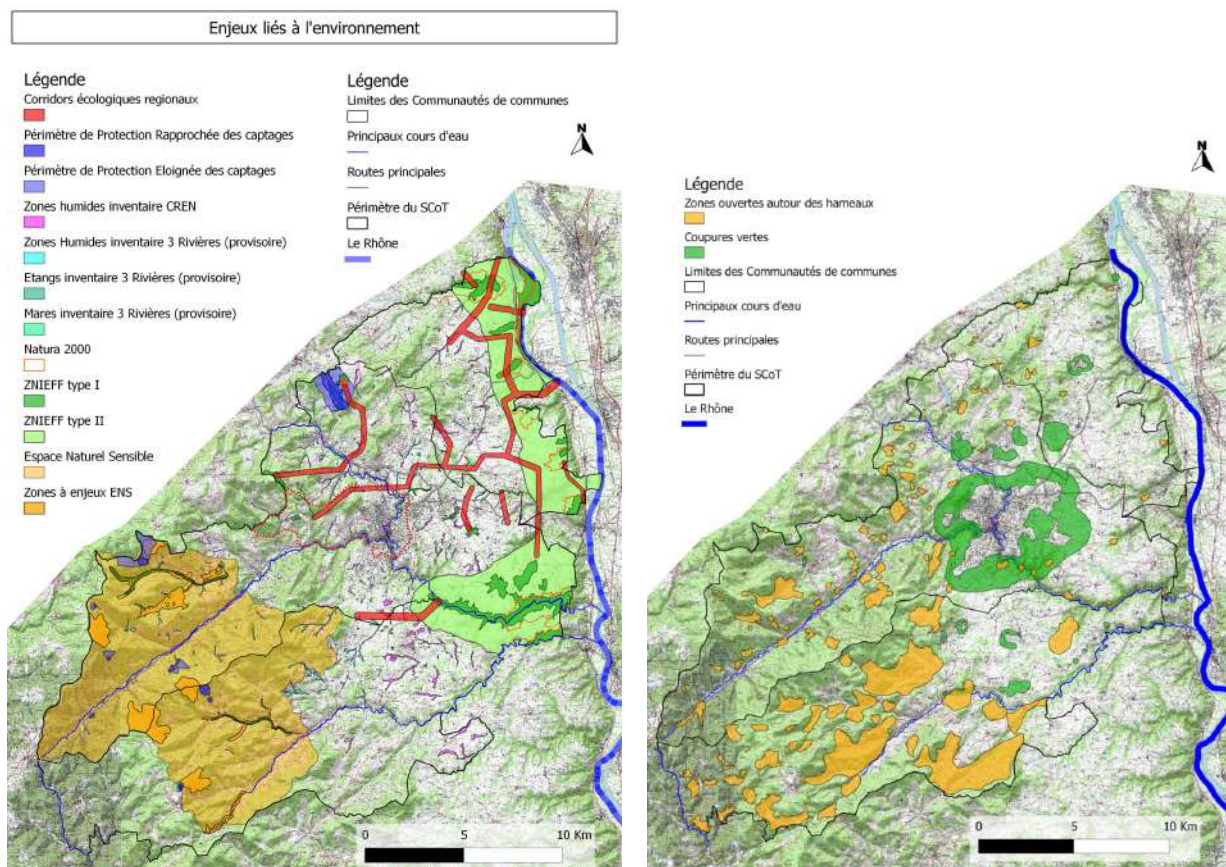 Enjeux liés à l'environnement
Légende
Corridors écologiques regionaux
Périmètre de Protection Rapprochée des captages
Périmètre de Protection Eloignée des captages
Zones humides inventaire CREN
Zones Humides inventaire 3 Rivières (provisoire)
Etangs inventaire 3 Rivières (provisoire)
Mares inventaire 3 Rivières (provisoire)
Natura 2000
ZNIEFF type I
ZNIEFF type II
Espace Naturel Sensible
Zones à enjeux ENS
Légende
Limites des Communautés de communes
Principaux cours d'eau
Routes principales
Périmètre du SCoT
Le Rhône
N
0 5 10 Km
Légende
Zones ouvertes autour des hameaux
Coupures vertes
Limites des Communautés de communes
Principaux cours d'eau
Routes principales
Périmètre du SCoT
Le Rhône
N
0 5 10 Km